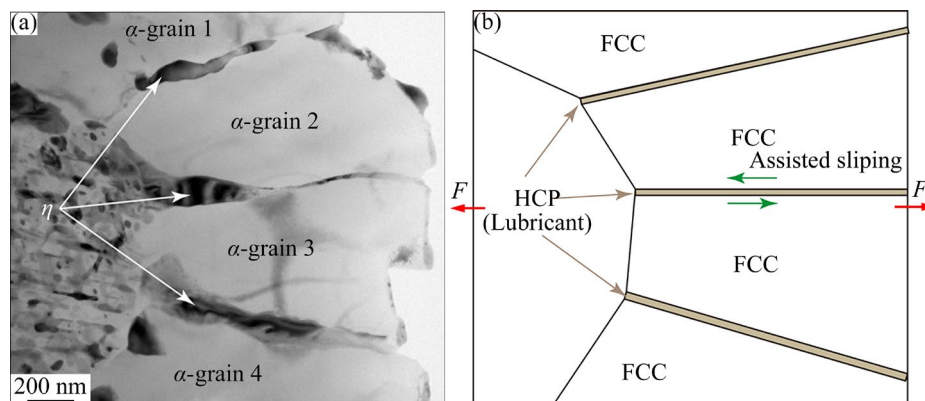 (a)
α-grain 1
α-grain 2
η
α-grain 3
α-grain 4
200 nm
(b)
FCC
FCC
Assisted sliping
F
HCP
(Lubricant)
F
FCC
FCC